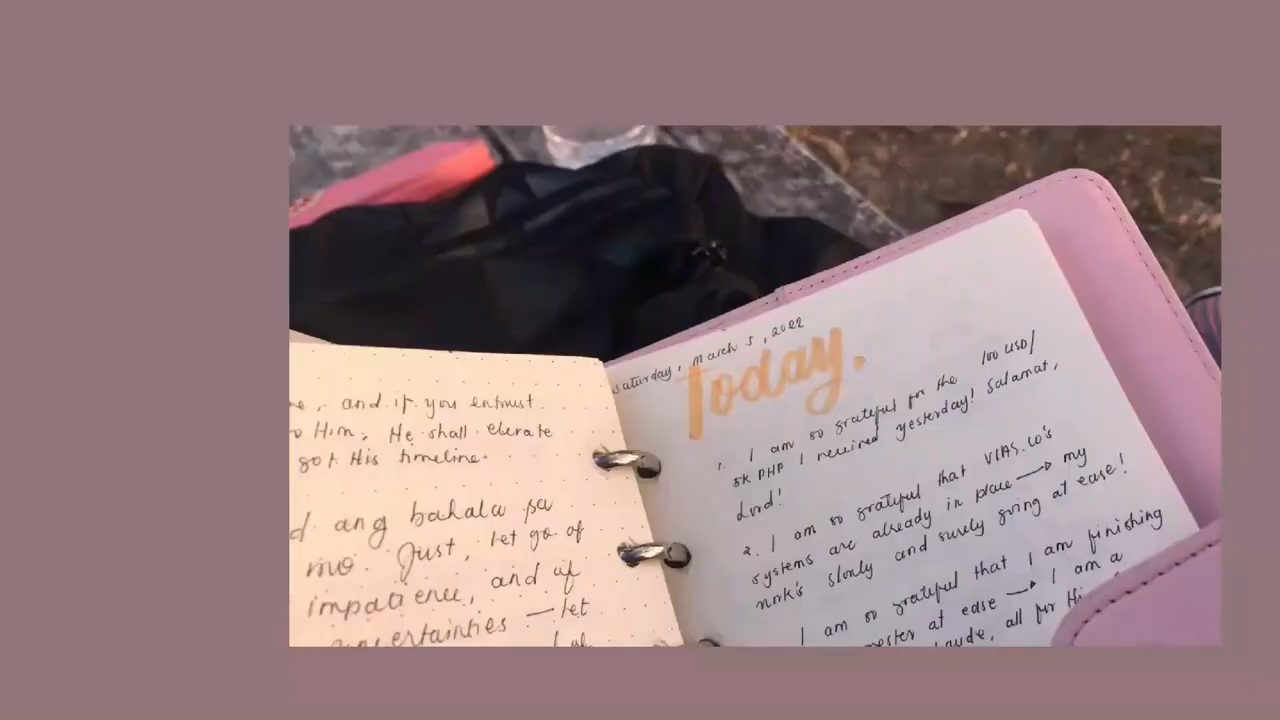 and if you entrust
Him, He shall elevate
His timeline.
ang bahala sa
mo. Just, let go of
impatience, and if
uncertainties — let
Saturday, March 5, 2022
Today.
1. I am so grateful for the 100 USD/
5K PHP I received yesterday! Salamat,
Lord!
2. I am so grateful that VIAS.CO's
systems are already in place → my
work's slowly and surely going at ease!
I am so grateful that I am finishing
at ease → I am a
all for